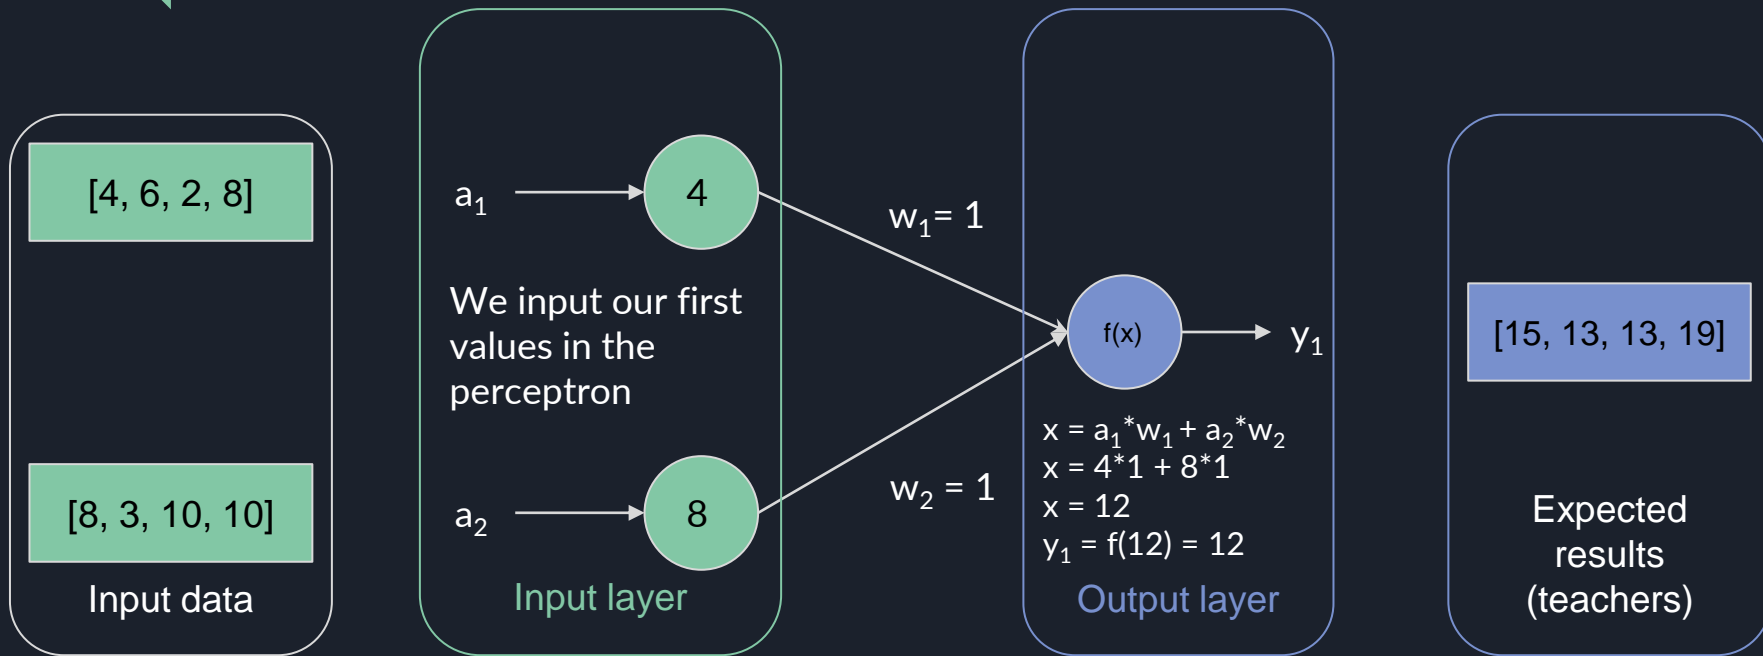 [4, 6, 2, 8]
[8, 3, 10, 10]
Input data
a₁
4
We input our first
values in the
perceptron
a₂
8
Input layer
w₁= 1
w₂ = 1
f(x)
y₁
x = a₁*w₁ + a₂*w₂
x = 4*1 + 8*1
x = 12
y₁ = f(12) = 12
Output layer
[15, 13, 13, 19]
Expected
results
(teachers)